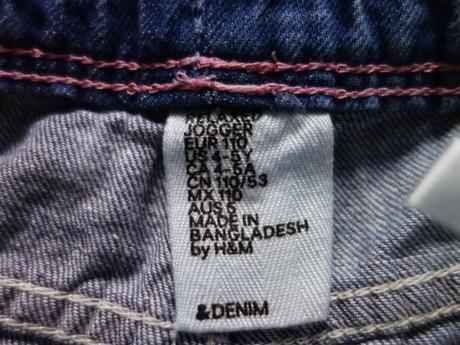 RELAXED
JOGGER
EUR 110
US 4-5Y
CA 4-5A
CN 110/53
MX 110
AUS 5
MADE IN
BANGLADESH
by H&M
&DENIM